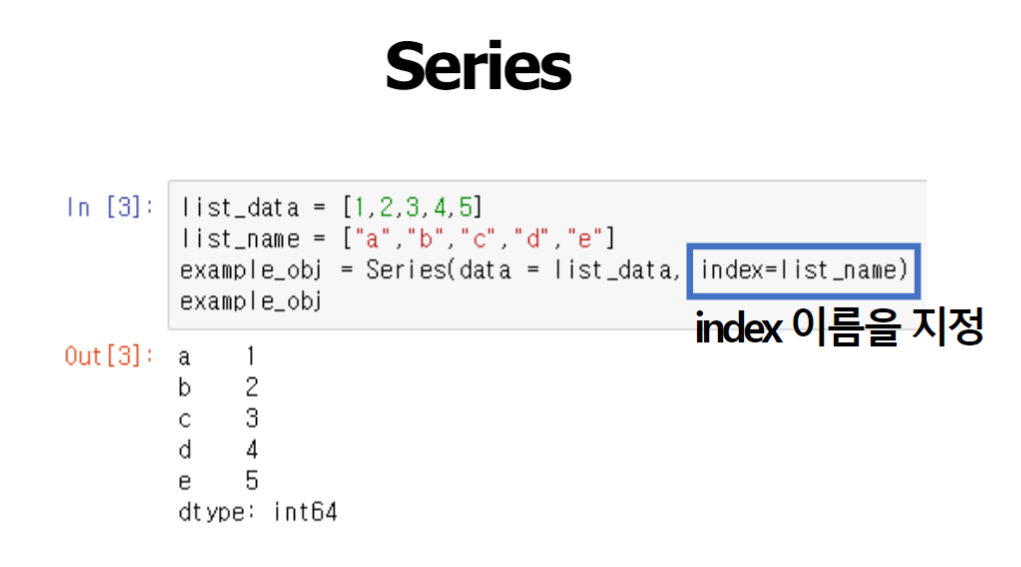 Series
In [3]: list_data = [1,2,3,4,5]
list_name = ["a","b","c","d","e"]
example_obj = Series(data = list_data, index=list_name)
example_obj
index 이름을 지정
Out[3]: a 1
b 2
c 3
d 4
e 5
dtype: int64